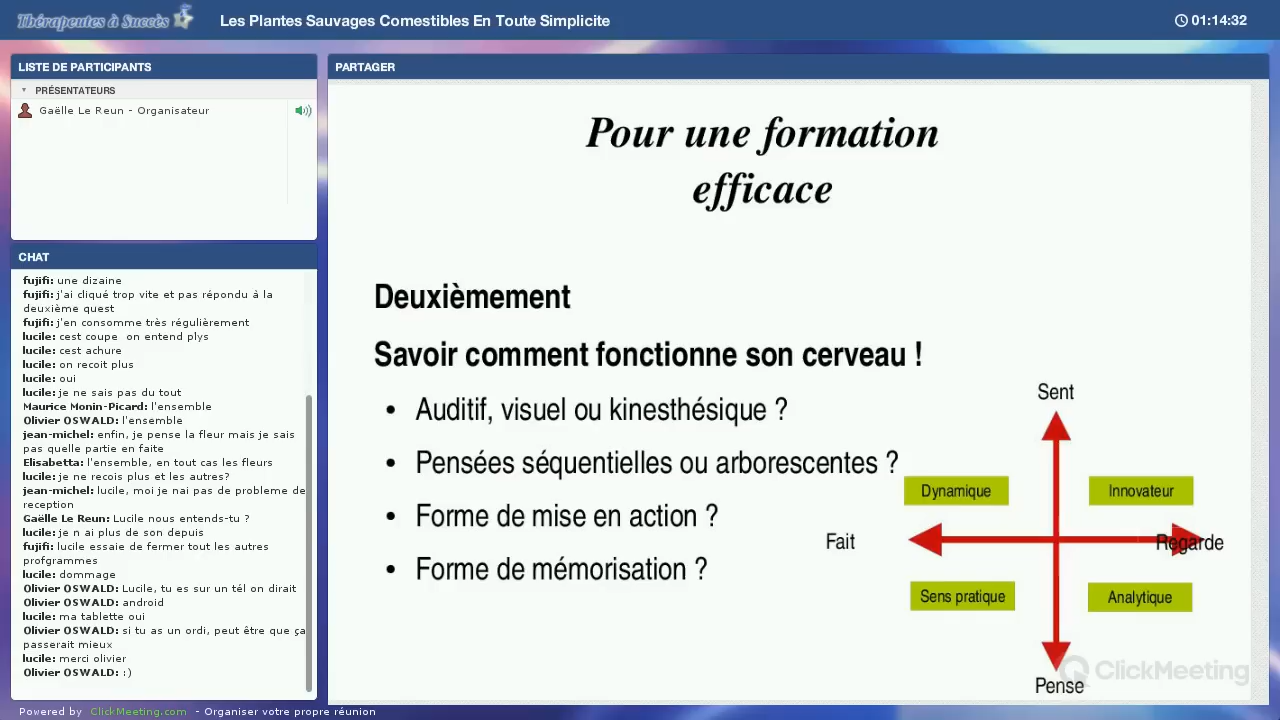 Thérapeutes à Succès
Les Plantes Sauvages Comestibles En Toute Simplicite
01:14:32
LISTE DE PARTICIPANTS
PRÉSENTATEURS
Gaëlle Le Reun - Organisateur
CHAT
fujifi: une dizaine
fujifi: j'ai cliqué trop vite et pas répondu à la
deuxième quest
fujifi: j'en consomme très régulièrement
lucile: cest coupe on entend plys
lucile: cest achure
lucile: on recoit plus
lucile: oui
lucile: je ne sais pas du tout
Maurice Monin-Picard: l'ensemble
Olivier OSWALD: l'ensemble
jean-michel: enfin, je pense la fleur mais je sais
pas quelle partie en faite
Elisabetta: l'ensemble, en tout cas les fleurs
lucile: je ne recois plus et les autres?
jean-michel: lucile, moi je nai pas de probleme de
reception
Gaëlle Le Reun: Lucile nous entends-tu ?
lucile: je n ai plus de son depuis
fujifi: lucile essaie de fermer tout les autres
profgrammes
lucile: dommage
Olivier OSWALD: Lucile, tu es sur un tél on dirait
Olivier OSWALD: android
lucile: ma tablette oui
Olivier OSWALD: si tu as un ordi, peut être que ça
passerait mieux
lucile: merci olivier
Olivier OSWALD: :)
Powered by ClickMeeting.com - Organiser votre propre réunion
PARTAGER
Pour une formation
efficace
Deuxièmement
Savoir comment fonctionne son cerveau !
• Auditif, visuel ou kinesthésique ?
• Pensées séquentielles ou arborescentes ?
• Forme de mise en action ?
• Forme de mémorisation ?
Sent
Dynamique
Innovateur
Fait
Regarde
Sens pratique
Analytique
Pense
ClickMeeting